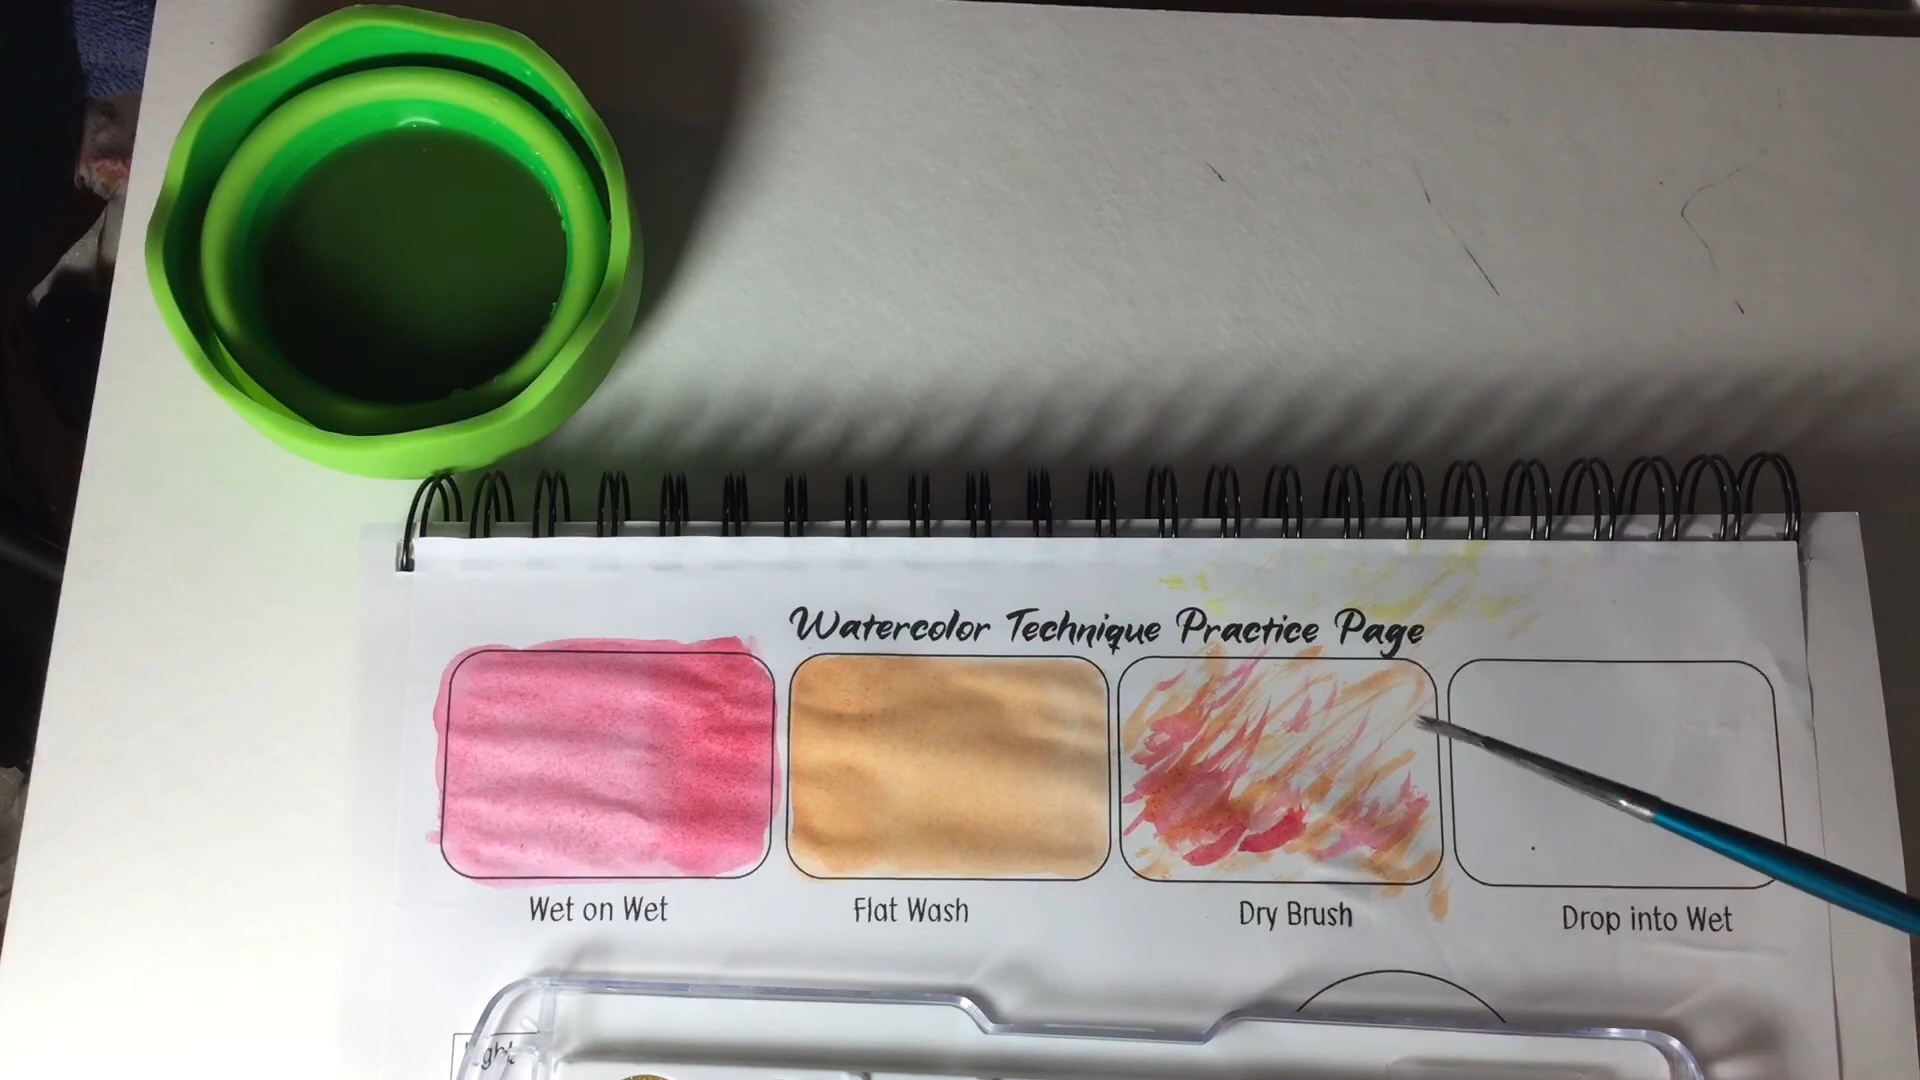 Watercolor Technique Practice Page
Wet on Wet
Flat Wash
Dry Brush
Drop into Wet